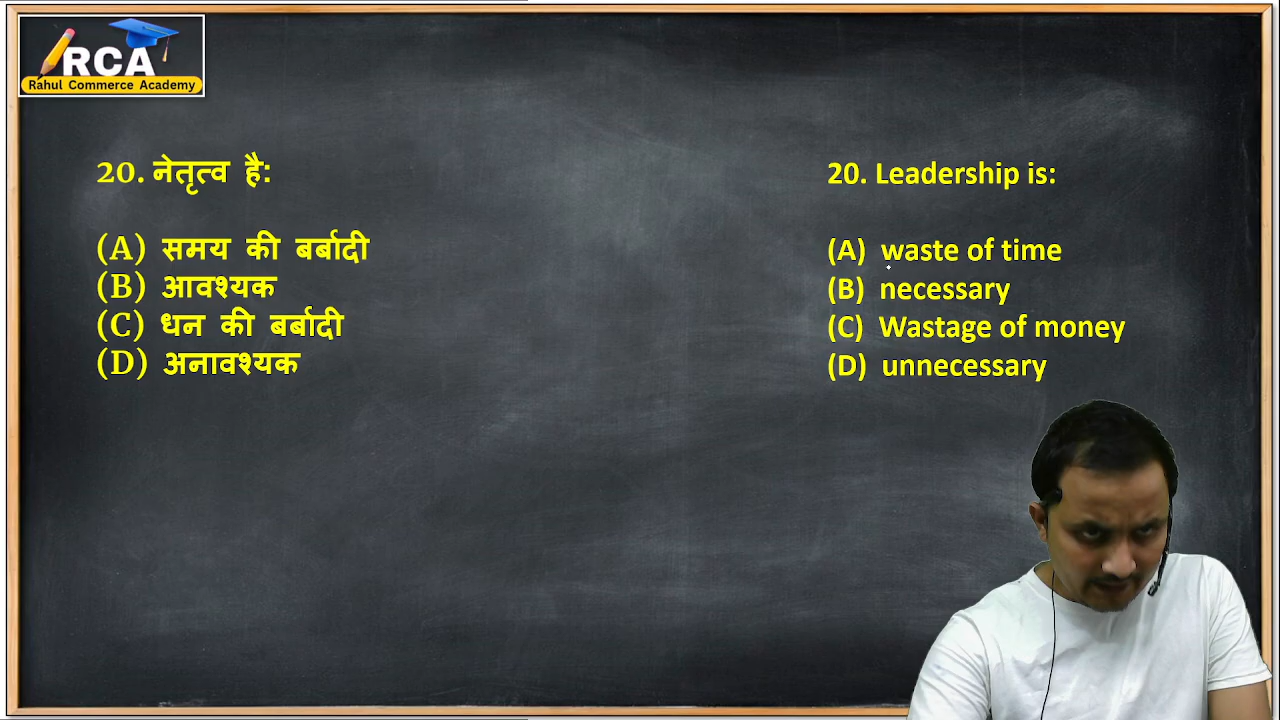 RCA
Rahul Commerce Academy
20. नेतृत्व है:
(A) समय की बर्बादी
(B) आवश्यक
(C) धन की बर्बादी
(D) अनावश्यक
20. Leadership is:
(A) waste of time
(B) necessary
(C) Wastage of money
(D) unnecessary